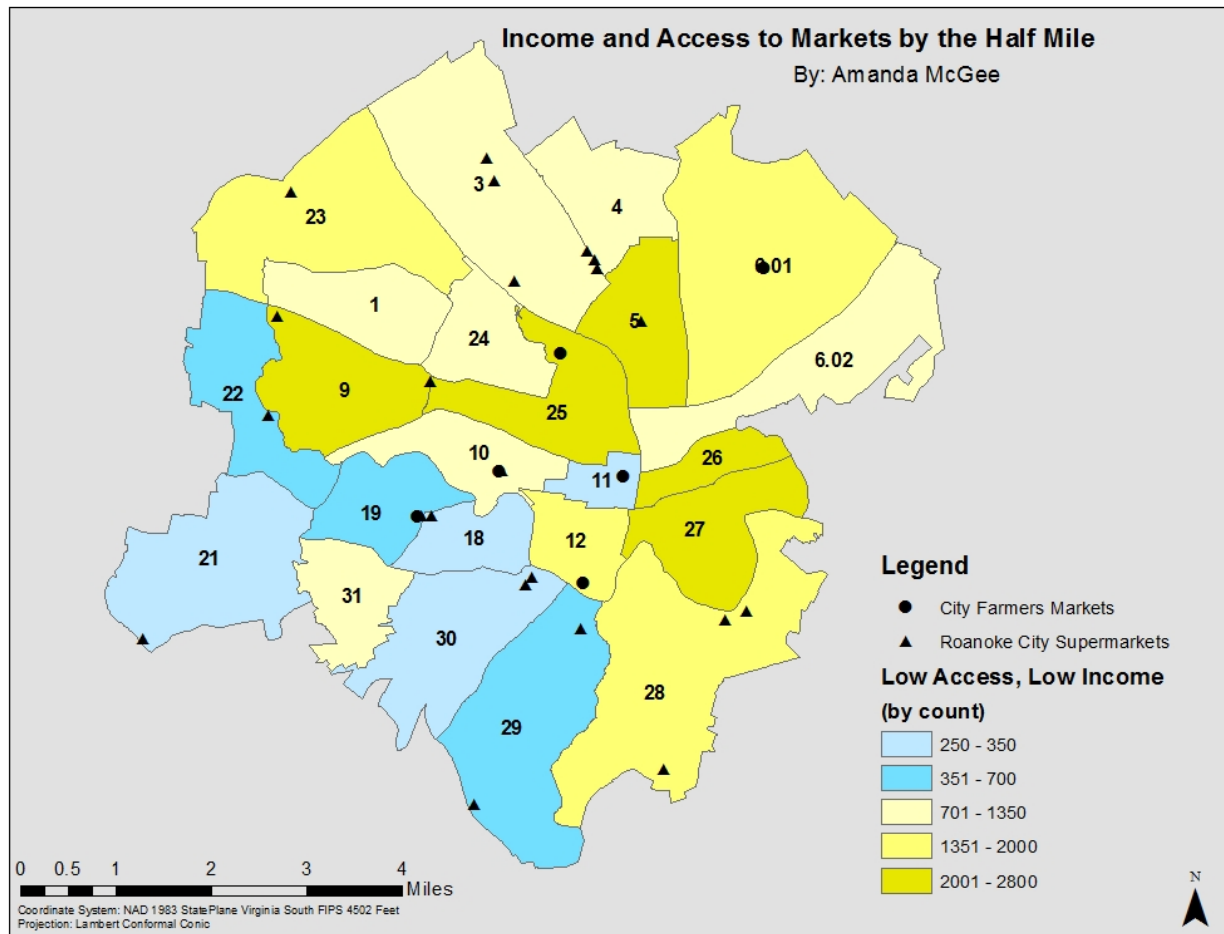 Income and Access to Markets by the Half Mile
By: Amanda McGee
3
4
23
6.01
1
5
24
6.02
22
9
25
10
26
11
19
18
12
27
21
31
30
28
29
Legend
City Farmers Markets
Roanoke City Supermarkets
Low Access, Low Income
(by count)
250 - 350
351 - 700
701 - 1350
1351 - 2000
2001 - 2800
0 0.5 1 2 3 4
Miles
N
Coordinate System: NAD 1983 StatePlane Virginia South FIPS 4502 Feet
Projection: Lambert Conformal Conic